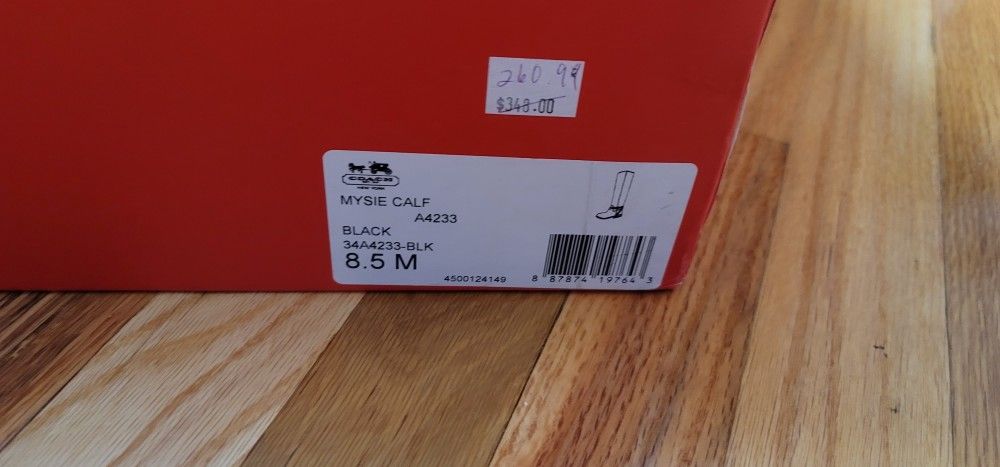 260.99
$348.00
COACH
NEW YORK
MYSIE CALF
A4233
BLACK
34A4233-BLK
8.5 M
4500124149
8 87874 19764 3